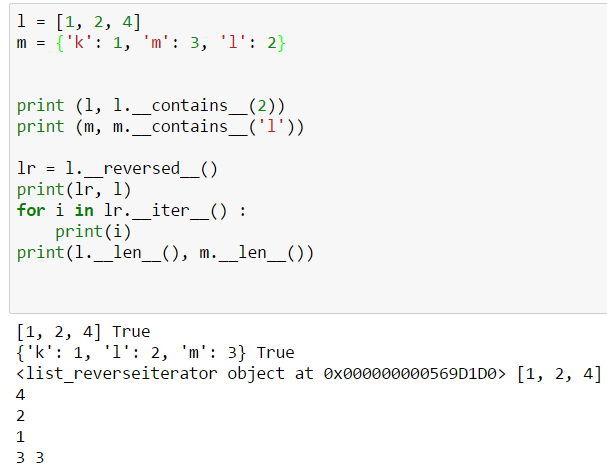 l = [1, 2, 4]
m = {'k': 1, 'm': 3, 'l': 2}
print (l, l.__contains__(2))
print (m, m.__contains__('l'))
lr = l.__reversed__()
print(lr, l)
for i in lr.__iter__() :
    print(i)
print(l.__len__(), m.__len__())
[1, 2, 4] True
{'k': 1, 'l': 2, 'm': 3} True
<list_reverseiterator object at 0x000000000569D1D0> [1, 2, 4]
4
2
1
3 3